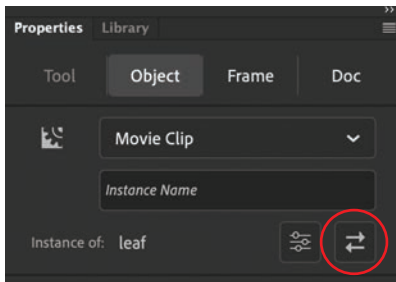 Properties Library
Tool Object Frame Doc
Movie Clip
Instance Name
Instance of: leaf